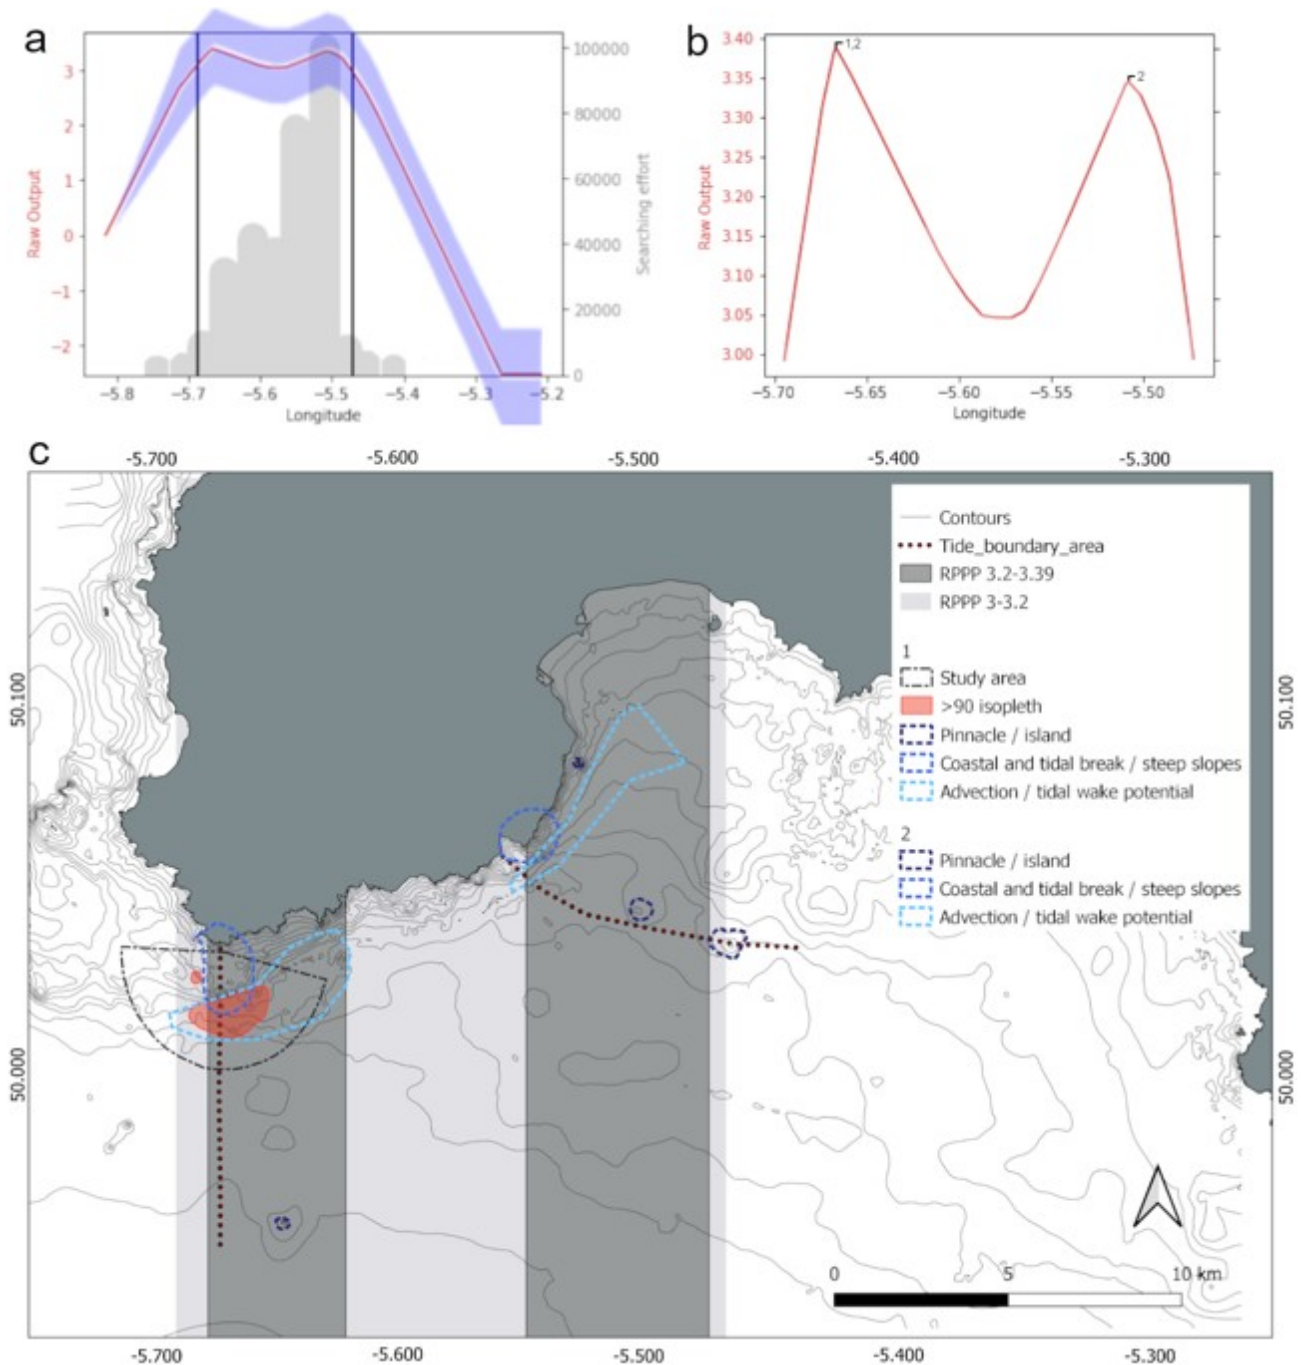 a
3
2
1
0
−1
−2
Raw Output
100000
80000
60000
40000
20000
0
Searching effort
−5.8 −5.7 −5.6 −5.5 −5.4 −5.3 −5.2
Longitude
b
3.40
3.35
3.30
3.25
3.20
3.15
3.10
3.05
3.00
Raw Output
1,2
2
−5.70 −5.65 −5.60 −5.55 −5.50
Longitude
c
-5.700 -5.600 -5.500 -5.400 -5.300
50.100
50.000
50.100
50.000
Contours
Tide_boundary_area
RPPP 3.2-3.39
RPPP 3-3.2
1
Study area
>90 isopleth
Pinnacle / island
Coastal and tidal break / steep slopes
Advection / tidal wake potential
2
Pinnacle / island
Coastal and tidal break / steep slopes
Advection / tidal wake potential
0 5 10 km
-5.700 -5.600 -5.500 -5.400 -5.300